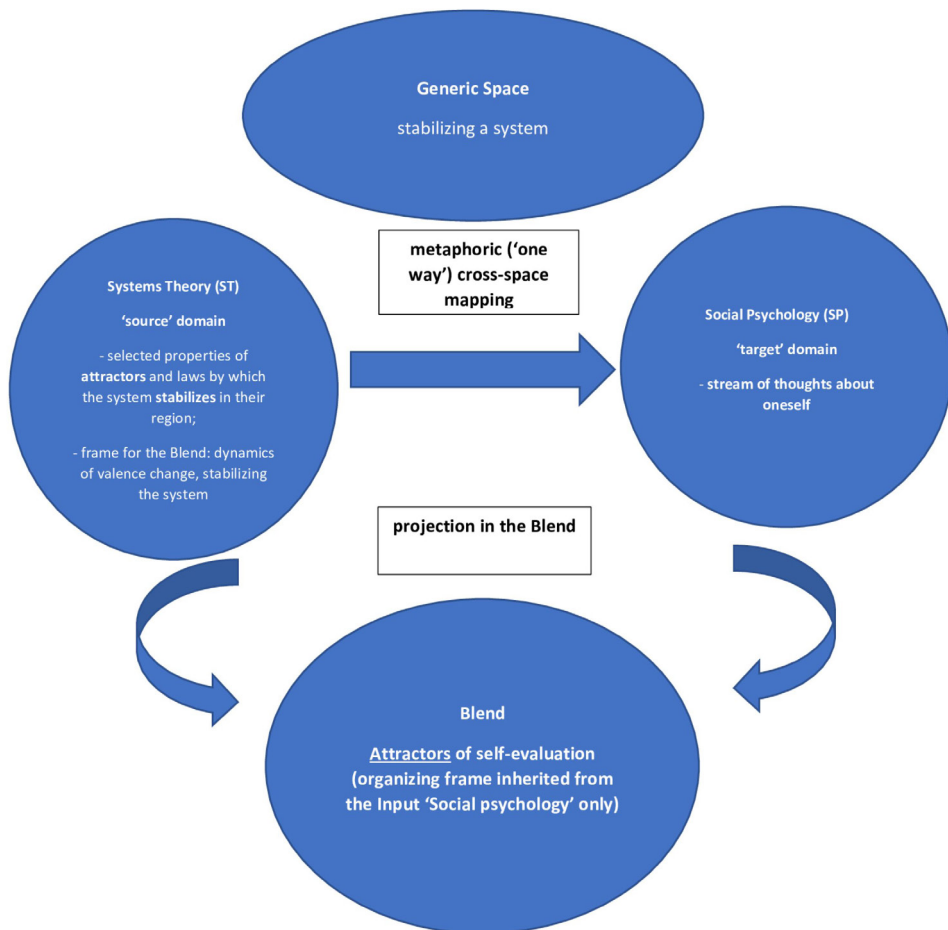 Generic Space
stabilizing a system
metaphoric (‘one
way’) cross-space
mapping
Systems Theory (ST)
‘source’ domain
- selected properties of
attractors and laws by which
the system stabilizes in their
region;
- frame for the Blend: dynamics
of valence change, stabilizing
the system
Social Psychology (SP)
‘target’ domain
- stream of thoughts about
oneself
projection in the Blend
Blend
Attractors of self-evaluation
(organizing frame inherited from
the Input ‘Social psychology’ only)